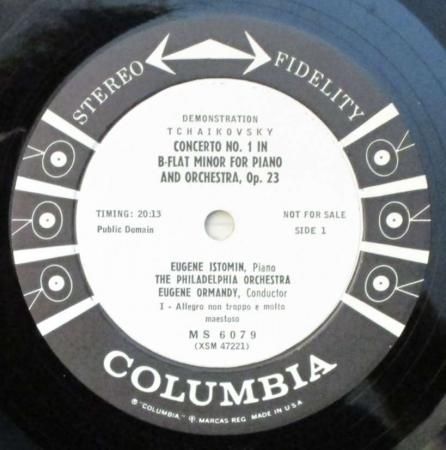 STEREO FIDELITY
DEMONSTRATION
TCHAIKOVSKY
CONCERTO NO. 1 IN
B-FLAT MINOR FOR PIANO
AND ORCHESTRA, Op. 23
TIMING: 20:13
Public Domain
NOT FOR SALE
SIDE 1
EUGENE ISTOMIN, Piano
THE PHILADELPHIA ORCHESTRA
EUGENE ORMANDY, Conductor
I - Allegro non troppo e molto
maestoso
MS 6079
(XSM 47221)
COLUMBIA
® "COLUMBIA", Ⓟ MARCAS REG. MADE IN U.S.A.